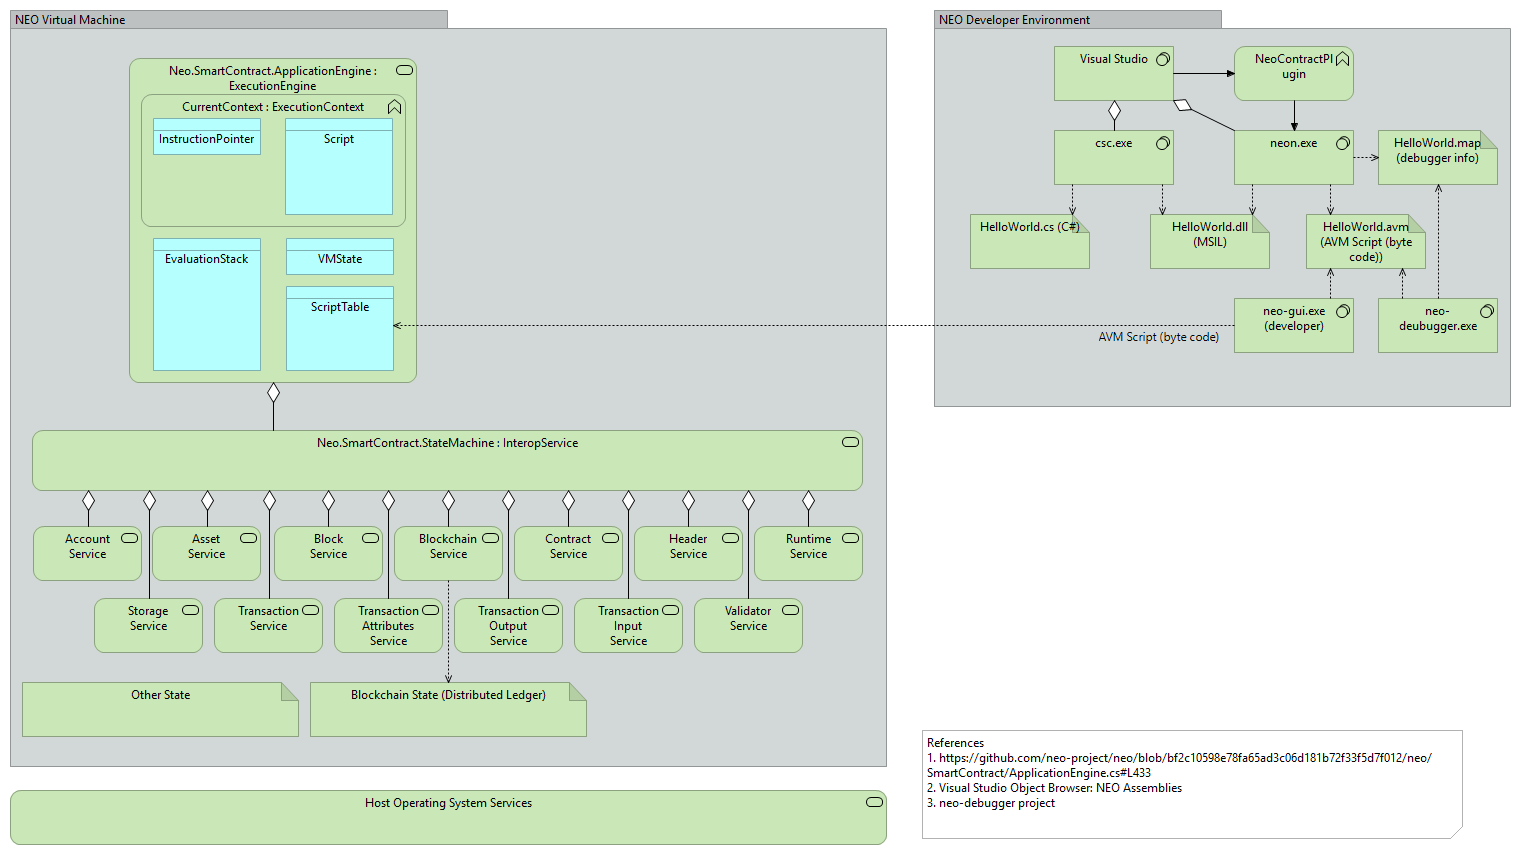 NEO Virtual Machine
Neo.SmartContract.ApplicationEngine :
ExecutionEngine
CurrentContext : ExecutionContext
InstructionPointer
Script
EvaluationStack
VMState
ScriptTable
Neo.SmartContract.StateMachine : InteropService
Account
Service
Asset
Service
Block
Service
Blockchain
Service
Contract
Service
Header
Service
Runtime
Service
Storage
Service
Transaction
Service
Transaction
Attributes
Service
Transaction
Output
Service
Transaction
Input
Service
Validator
Service
Other State
Blockchain State (Distributed Ledger)
Host Operating System Services
NEO Developer Environment
Visual Studio
NeoContractPl
ugin
csc.exe
neon.exe
HelloWorld.map
(debugger info)
HelloWorld.cs (C#)
HelloWorld.dll
(MSIL)
HelloWorld.avm
(AVM Script (byte
code))
neo-gui.exe
(developer)
neo-
deubugger.exe
AVM Script (byte code)
References
1. https://github.com/neo-project/neo/blob/bf2c10598e78fa65ad3c06d181b72f33f5d7f012/neo/
SmartContract/ApplicationEngine.cs#L433
2. Visual Studio Object Browser: NEO Assemblies
3. neo-debugger project